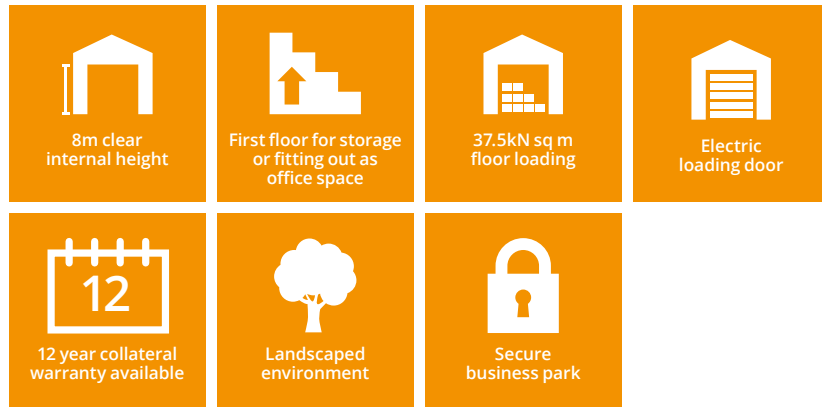 8m clear
internal height
First floor for storage
or fitting out as
office space
37.5kN sq m
floor loading
Electric
loading door
12
12 year collateral
warranty available
Landscaped
environment
Secure
business park